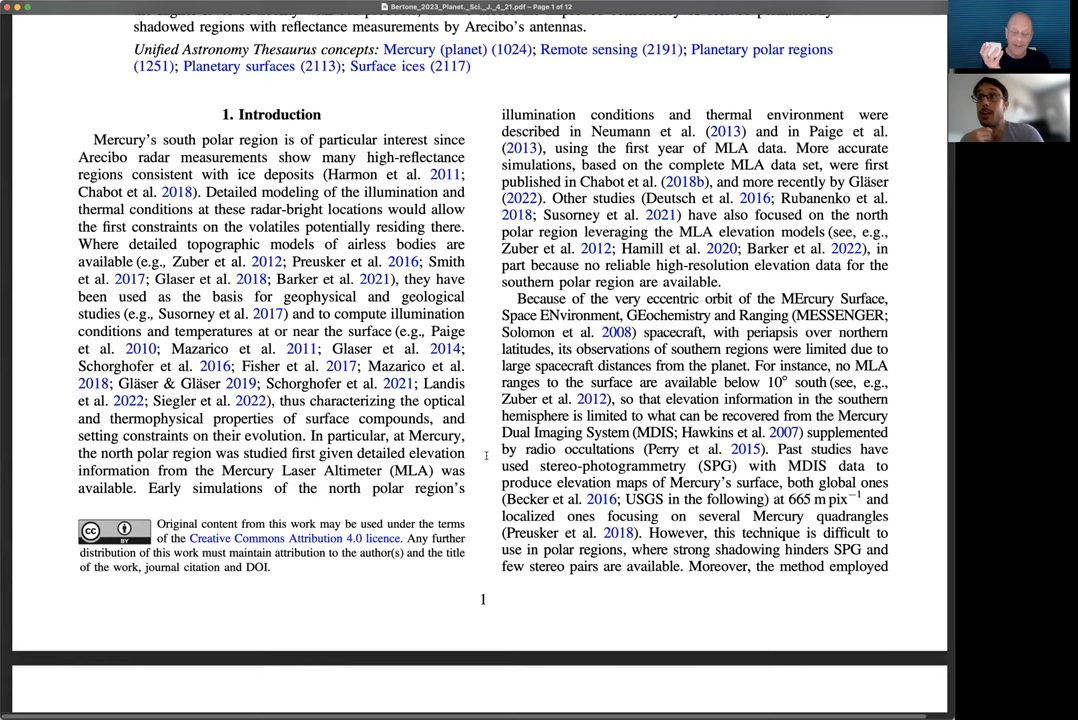 Bertone_2023_Planet._Sci._J._4_21.pdf – Page 1 of 12
shadowed regions with reflectance measurements by Arecibo's antennas.
Unified Astronomy Thesaurus concepts: Mercury (planet) (1024); Remote sensing (2191); Planetary polar regions
(1251); Planetary surfaces (2113); Surface ices (2117)
1. Introduction
Mercury's south polar region is of particular interest since
Arecibo radar measurements show many high-reflectance
regions consistent with ice deposits (Harmon et al. 2011;
Chabot et al. 2018). Detailed modeling of the illumination and
thermal conditions at these radar-bright locations would allow
the first constraints on the volatiles potentially residing there.
Where detailed topographic models of airless bodies are
available (e.g., Zuber et al. 2012; Preusker et al. 2016; Smith
et al. 2017; Glaser et al. 2018; Barker et al. 2021), they have
been used as the basis for geophysical and geological
studies (e.g., Susorney et al. 2017) and to compute illumination
conditions and temperatures at or near the surface (e.g., Paige
et al. 2010; Mazarico et al. 2011; Glaser et al. 2014;
Schorghofer et al. 2016; Fisher et al. 2017; Mazarico et al.
2018; Gläser & Gläser 2019; Schorghofer et al. 2021; Landis
et al. 2022; Siegler et al. 2022), thus characterizing the optical
and thermophysical properties of surface compounds, and
setting constraints on their evolution. In particular, at Mercury,
the north polar region was studied first given detailed elevation
information from the Mercury Laser Altimeter (MLA) was
available. Early simulations of the north polar region's
cc
BY
Original content from this work may be used under the terms
of the Creative Commons Attribution 4.0 licence. Any further
distribution of this work must maintain attribution to the author(s) and the title
of the work, journal citation and DOI.
illumination conditions and thermal environment were
described in Neumann et al. (2013) and in Paige et al.
(2013), using the first year of MLA data. More accurate
simulations, based on the complete MLA data set, were first
published in Chabot et al. (2018b), and more recently by Gläser
(2022). Other studies (Deutsch et al. 2016; Rubanenko et al.
2018; Susorney et al. 2021) have also focused on the north
polar region leveraging the MLA elevation models (see, e.g.,
Zuber et al. 2012; Hamill et al. 2020; Barker et al. 2022), in
part because no reliable high-resolution elevation data for the
southern polar region are available.
Because of the very eccentric orbit of the MErcury Surface,
Space ENvironment, GEochemistry and Ranging (MESSENGER;
Solomon et al. 2008) spacecraft, with periapsis over northern
latitudes, its observations of southern regions were limited due to
large spacecraft distances from the planet. For instance, no MLA
ranges to the surface are available below 10° south (see, e.g.,
Zuber et al. 2012), so that elevation information in the southern
hemisphere is limited to what can be recovered from the Mercury
Dual Imaging System (MDIS; Hawkins et al. 2007) supplemented
by radio occultations (Perry et al. 2015). Past studies have
used stereo-photogrammetry (SPG) with MDIS data to
produce elevation maps of Mercury's surface, both global ones
(Becker et al. 2016; USGS in the following) at 665 m pix⁻¹ and
localized ones focusing on several Mercury quadrangles
(Preusker et al. 2018). However, this technique is difficult to
use in polar regions, where strong shadowing hinders SPG and
few stereo pairs are available. Moreover, the method employed
1